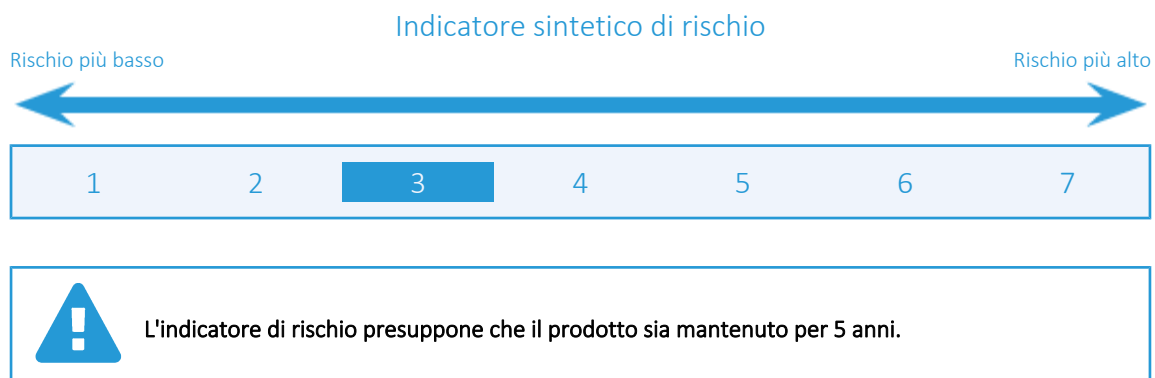 Indicatore sintetico di rischio
Rischio più basso Rischio più alto
1 2 3 4 5 6 7
L'indicatore di rischio presuppone che il prodotto sia mantenuto per 5 anni.